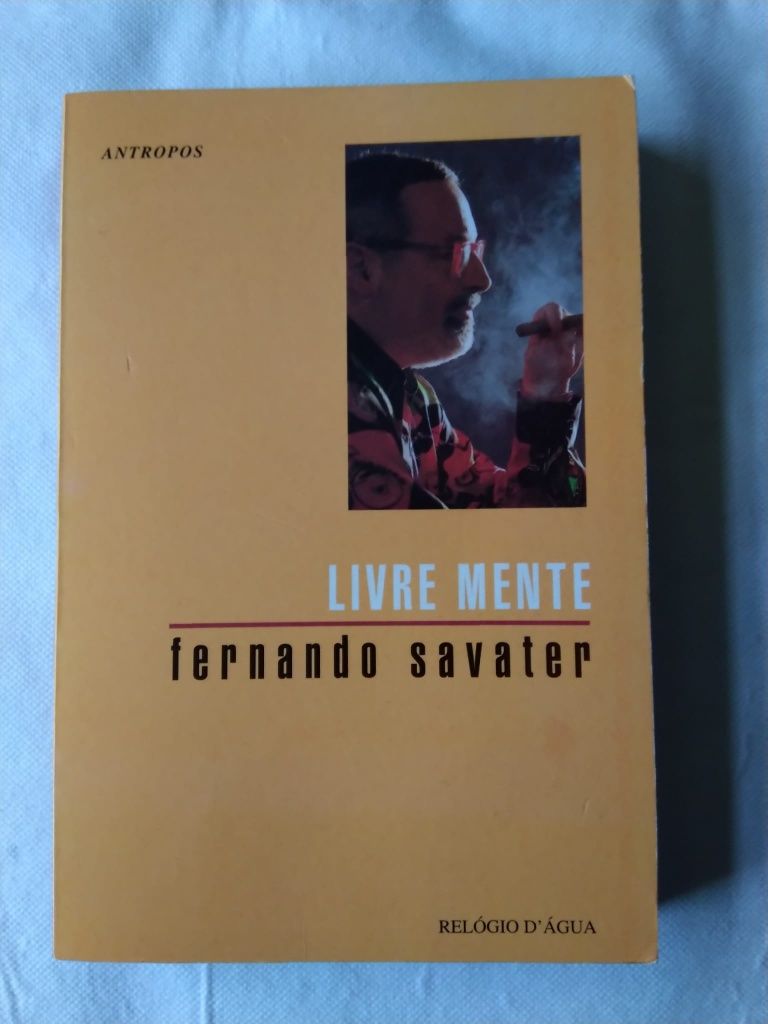 ANTROPOS
LIVRE MENTE
fernando savater
RELÓGIO D'ÁGUA